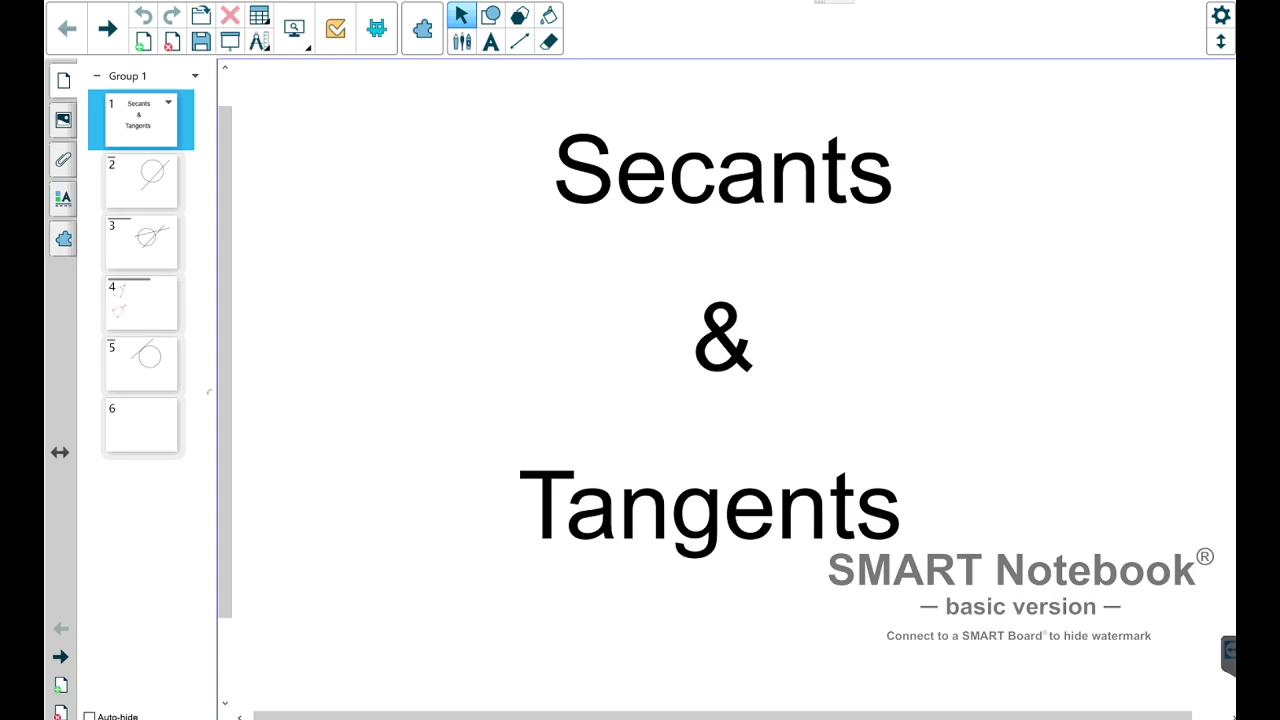 Group 1
1
Secants
&
Tangents
2
3
4
5
6
Auto-hide
Secants
&
Tangents
SMART Notebook®
— basic version —
Connect to a SMART Board® to hide watermark